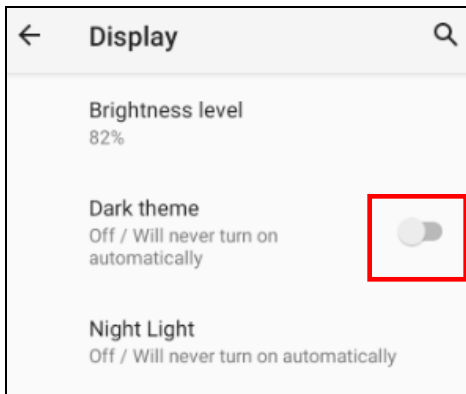 Display
Brightness level
82%
Dark theme
Off / Will never turn on
automatically
Night Light
Off / Will never turn on automatically